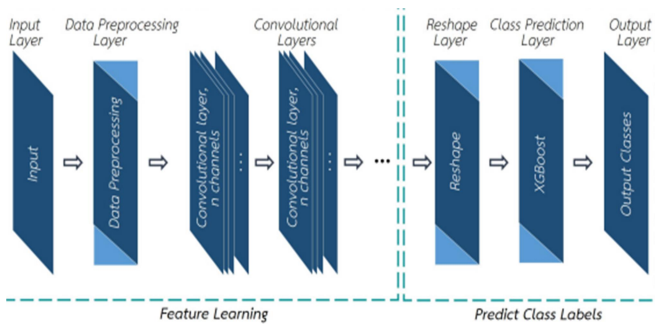 Input
Layer
Data Preprocessing
Layer
Convolutional
Layers
Reshape
Layer
Class Prediction
Layer
Output
Layer
Input
Data Preprocessing
Convolutional layer,
n channels
...
Convolutional layer,
n channels
...
...
Reshape
XGBoost
Output Classes
Feature Learning
Predict Class Labels